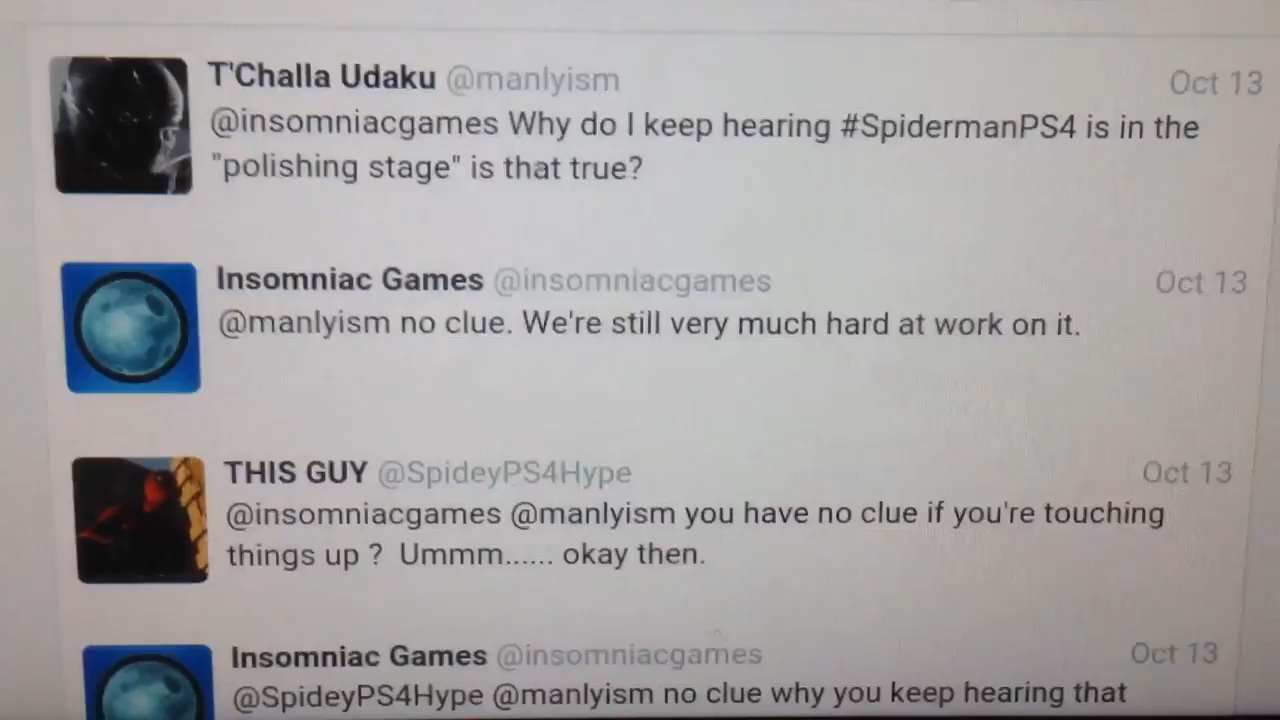 T'Challa Udaku @manlyism Oct 13
@insomniacgames Why do I keep hearing #SpidermanPS4 is in the
"polishing stage" is that true?
Insomniac Games @insomniacgames Oct 13
@manlyism no clue. We're still very much hard at work on it.
THIS GUY @SpideyPS4Hype Oct 13
@insomniacgames @manlyism you have no clue if you're touching
things up ? Ummm...... okay then.
Insomniac Games @insomniacgames Oct 13
@SpideyPS4Hype @manlyism no clue why you keep hearing that